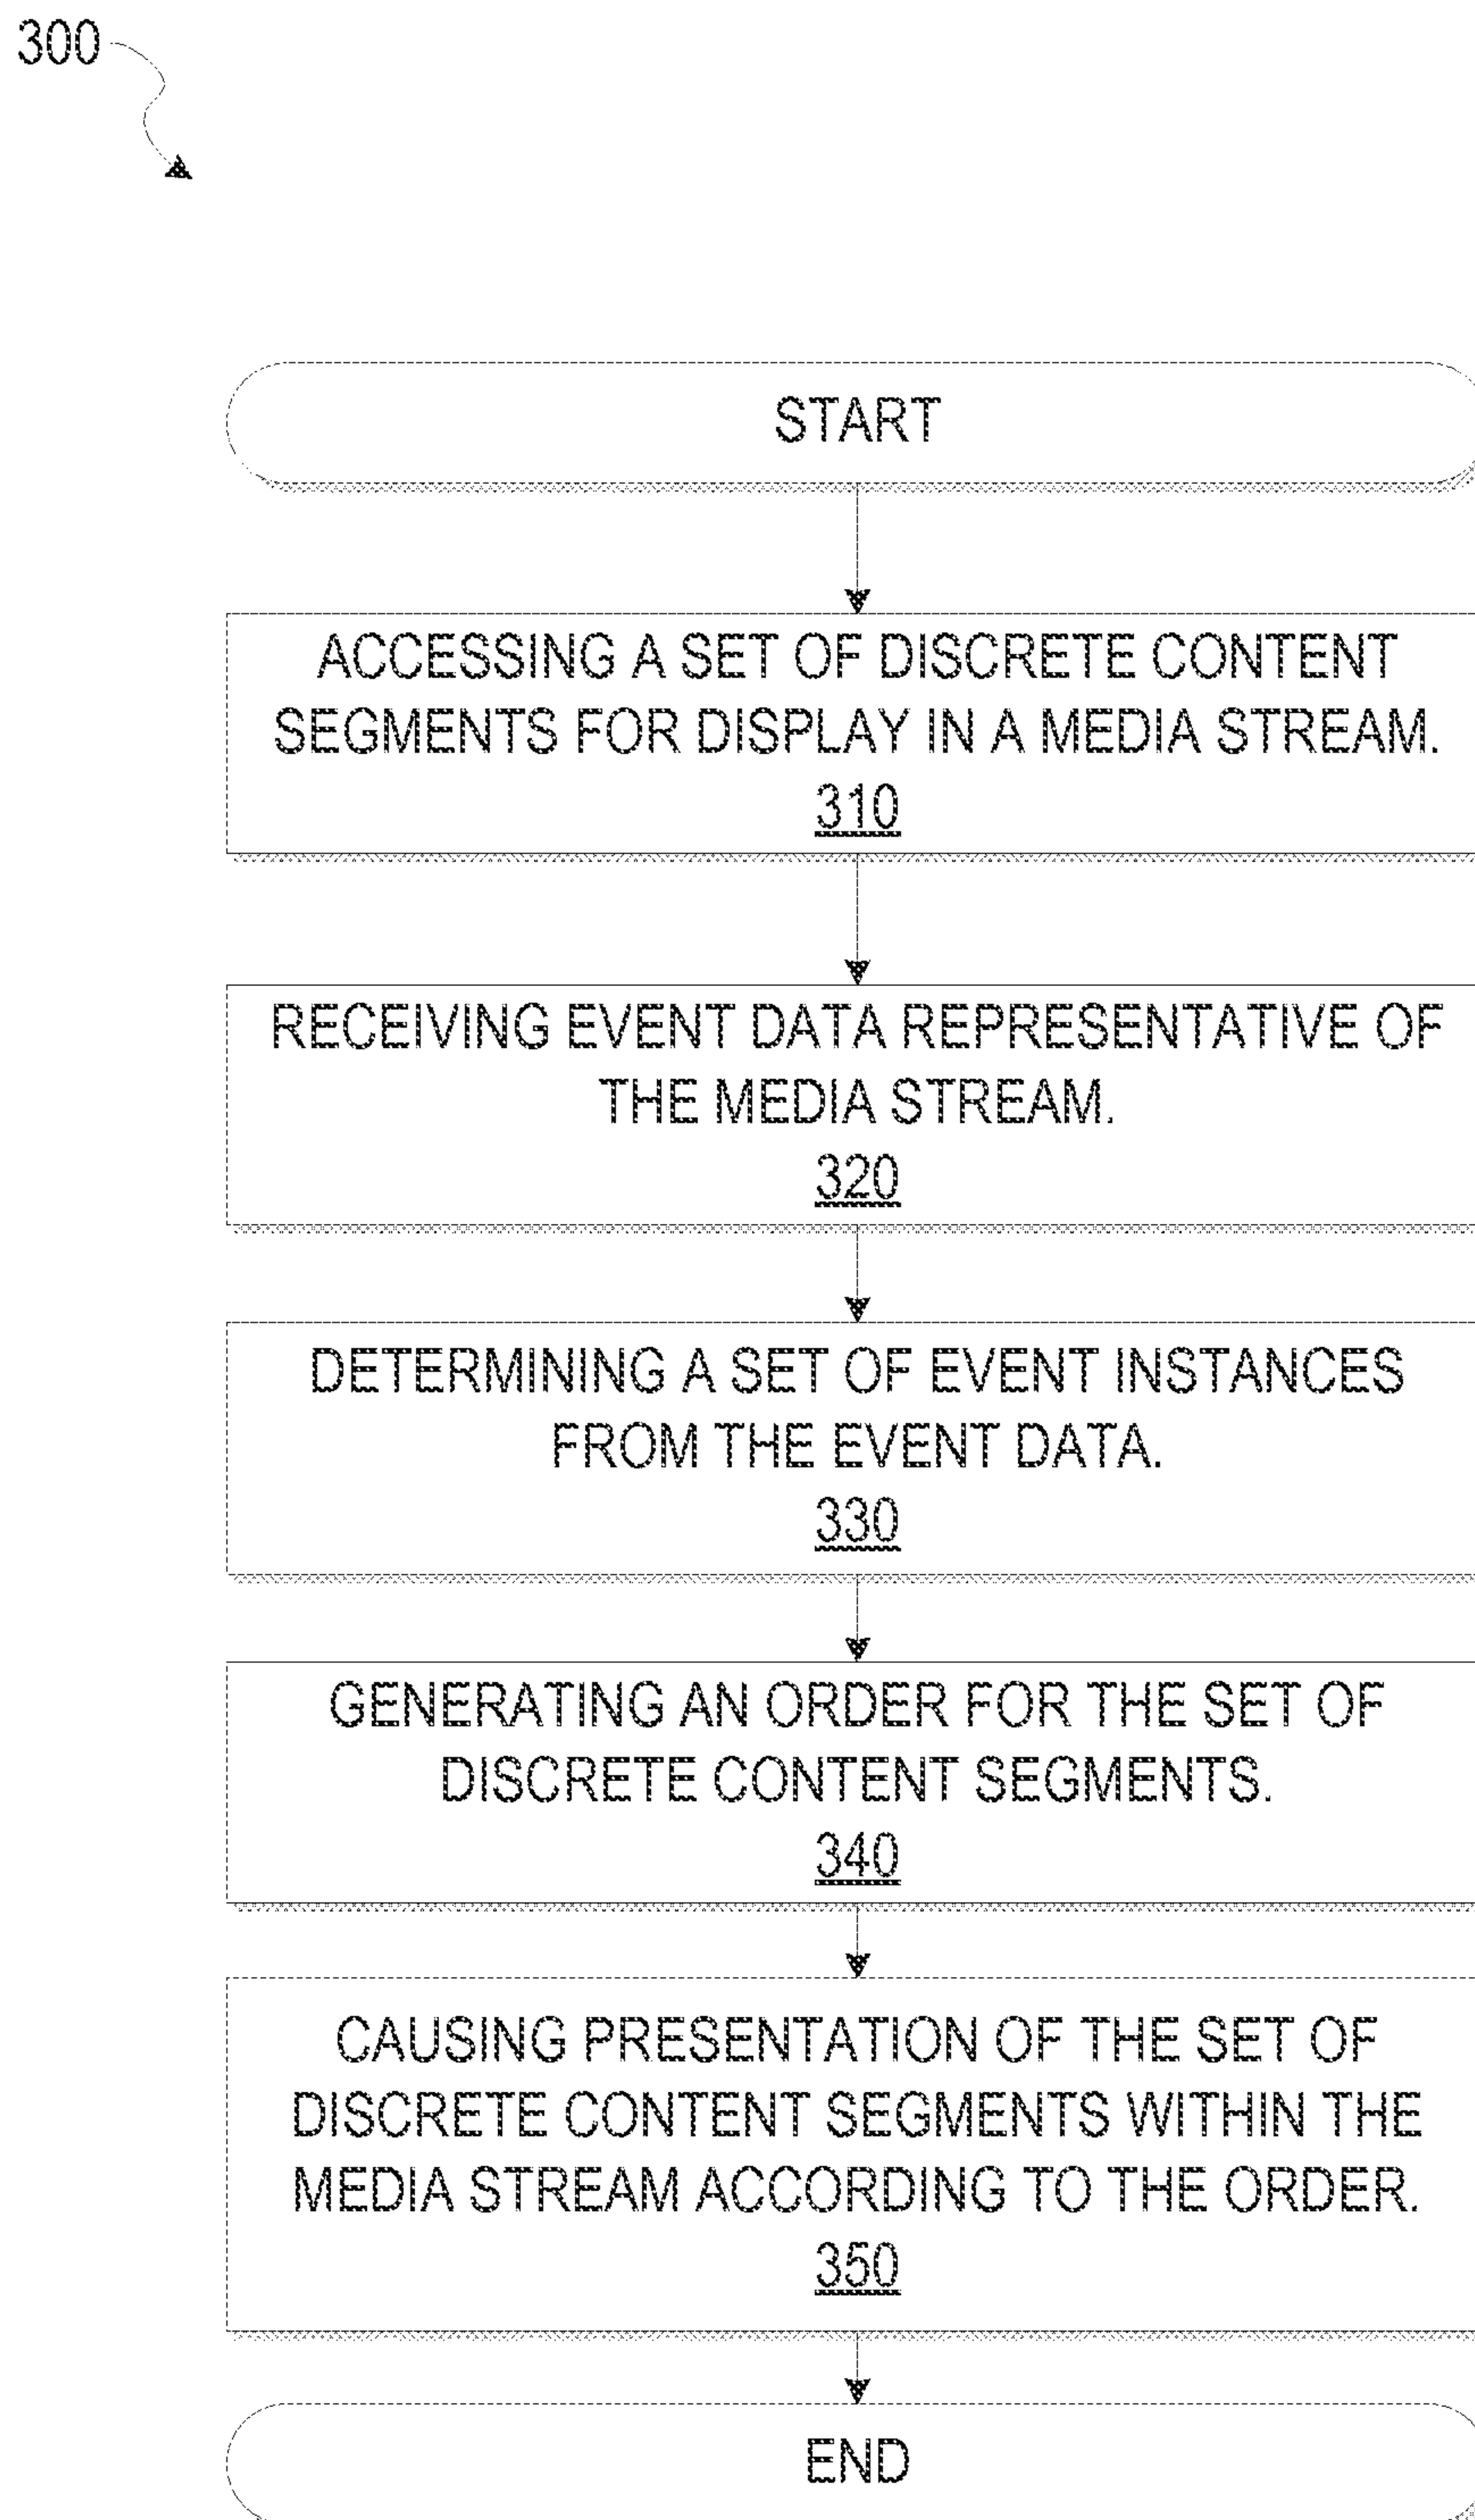 300
START
ACCESSING A SET OF DISCRETE CONTENT
SEGMENTS FOR DISPLAY IN A MEDIA STREAM.
310
RECEIVING EVENT DATA REPRESENTATIVE OF
THE MEDIA STREAM.
320
DETERMINING A SET OF EVENT INSTANCES
FROM THE EVENT DATA.
330
GENERATING AN ORDER FOR THE SET OF
DISCRETE CONTENT SEGMENTS.
340
CAUSING PRESENTATION OF THE SET OF
DISCRETE CONTENT SEGMENTS WITHIN THE
MEDIA STREAM ACCORDING TO THE ORDER.
350
END